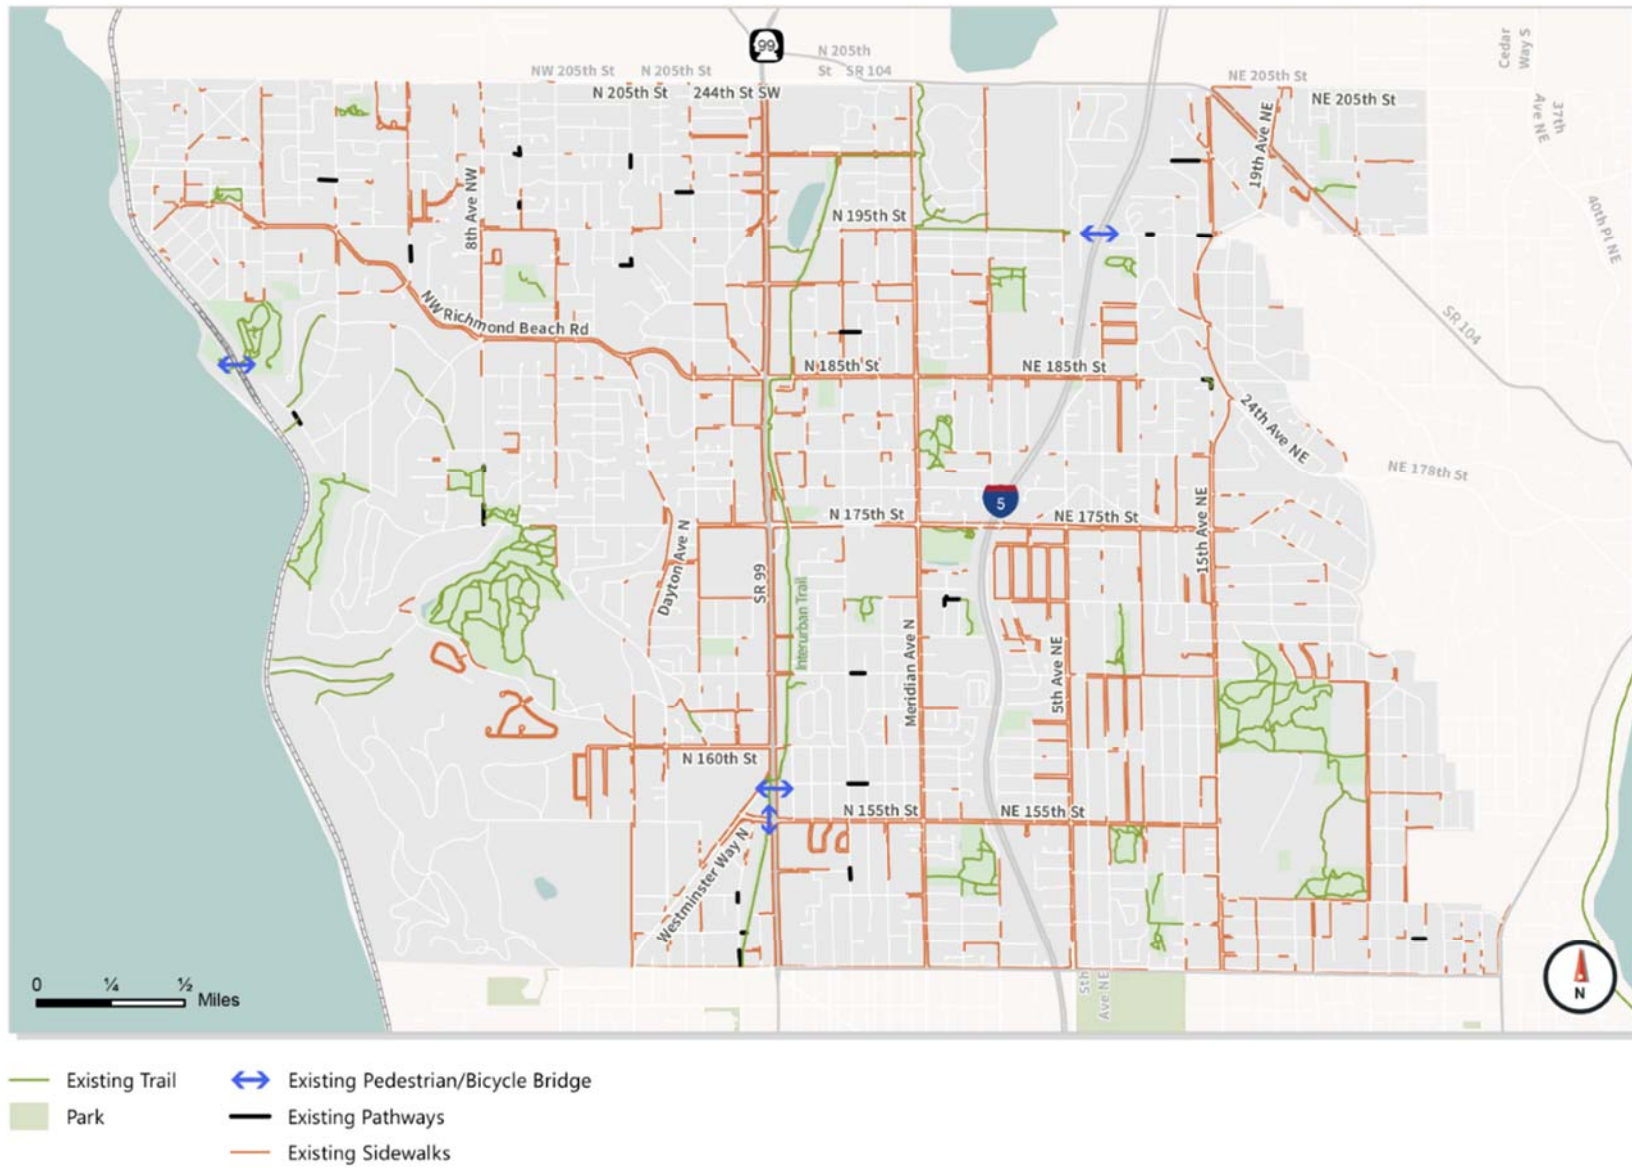 99
N 205th
St SR 104
Cedar
Way S
NW 205th St
N 205th St
NE 205th St
N 205th St
244th St SW
NE 205th St
19th Ave NE
37th
Ave NE
8th Ave NW
N 195th St
40th Pl NE
NW Richmond Beach Rd
SR 104
N 185th St
NE 185th St
24th Ave NE
NE 178th St
5
N 175th St
NE 175th St
15th Ave NE
Dayton Ave N
SR 99
Interurban Trail
Meridian Ave N
5th Ave NE
N 160th St
N 155th St
NE 155th St
Westminster Way N
5th
Ave NE
0 ¼ ½ Miles
N
Existing Trail
Park
Existing Pedestrian/Bicycle Bridge
Existing Pathways
Existing Sidewalks